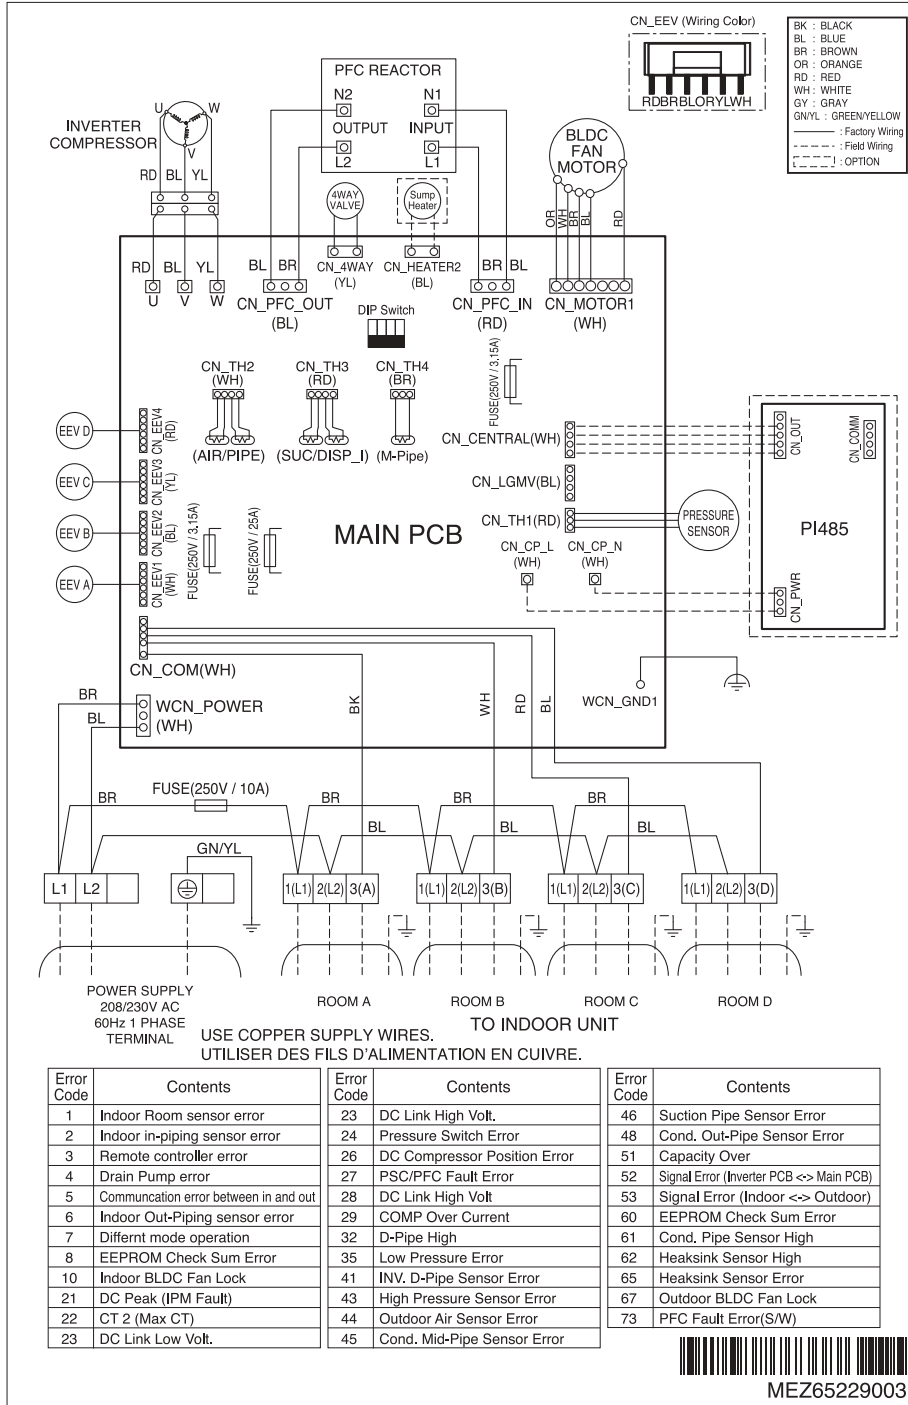 CN_EEV (Wiring Color)
RDBRBLORYLWH
BK : BLACK
BL : BLUE
BR : BROWN
OR : ORANGE
RD : RED
WH : WHITE
GY : GRAY
GN/YL : GREEN/YELLOW
: Factory Wiring
: Field Wiring
: OPTION
PFC REACTOR
N2 N1
OUTPUT INPUT
L2 L1
INVERTER
COMPRESSOR
U W
V
RD BL YL
BLDC
FAN
MOTOR
4WAY
VALVE
Sump
Heater
OR WH BR BL RD
RD BL YL
U V W
BL BR
CN_PFC_OUT
(BL)
CN_4WAY
(YL)
CN_HEATER2
(BL)
BR BL
CN_PFC_IN
(RD)
CN_MOTOR1
(WH)
DIP Switch
CN_TH2
(WH)
(AIR/PIPE)
CN_TH3
(RD)
(SUC/DISP_I)
CN_TH4
(BR)
(M-Pipe)
FUSE(250V / 3.15A)
EEV D
CN_EEV4
(RD)
EEV C
CN_EEV3
(YL)
EEV B
CN_EEV2
(BL)
EEV A
CN_EEV1
(WH)
FUSE(250V / 3.15A)
FUSE(250V / 25A)
MAIN PCB
CN_CENTRAL(WH)
CN_LGMV(BL)
CN_TH1(RD)
PRESSURE
SENSOR
CN_CP_L
(WH)
CN_CP_N
(WH)
CN_OUT
CN_COMM
PI485
CN_PWR
CN_COM(WH)
BR
BL
WCN_POWER
(WH)
BK
WH
RD
BL
WCN_GND1
FUSE(250V / 10A)
BR BR BR BR
BL BL BL
GN/YL
L1 L2
1(L1) 2(L2) 3(A)
1(L1) 2(L2) 3(B)
1(L1) 2(L2) 3(C)
1(L1) 2(L2) 3(D)
POWER SUPPLY
208/230V AC
60Hz 1 PHASE
TERMINAL
ROOM A
ROOM B
ROOM C
ROOM D
TO INDOOR UNIT
USE COPPER SUPPLY WIRES.
UTILISER DES FILS D'ALIMENTATION EN CUIVRE.
Error Code Contents
1 Indoor Room sensor error
2 Indoor in-piping sensor error
3 Remote controller error
4 Drain Pump error
5 Communcation error between in and out
6 Indoor Out-Piping sensor error
7 Differnt mode operation
8 EEPROM Check Sum Error
10 Indoor BLDC Fan Lock
21 DC Peak (IPM Fault)
22 CT 2 (Max CT)
23 DC Link Low Volt.
Error Code Contents
23 DC Link High Volt.
24 Pressure Switch Error
26 DC Compressor Position Error
27 PSC/PFC Fault Error
28 DC Link High Volt
29 COMP Over Current
32 D-Pipe High
35 Low Pressure Error
41 INV. D-Pipe Sensor Error
43 High Pressure Sensor Error
44 Outdoor Air Sensor Error
45 Cond. Mid-Pipe Sensor Error
Error Code Contents
46 Suction Pipe Sensor Error
48 Cond. Out-Pipe Sensor Error
51 Capacity Over
52 Signal Error (Inverter PCB <-> Main PCB)
53 Signal Error (Indoor <-> Outdoor)
60 EEPROM Check Sum Error
61 Cond. Pipe Sensor High
62 Heaksink Sensor High
65 Heaksink Sensor Error
67 Outdoor BLDC Fan Lock
73 PFC Fault Error(S/W)
MEZ65229003